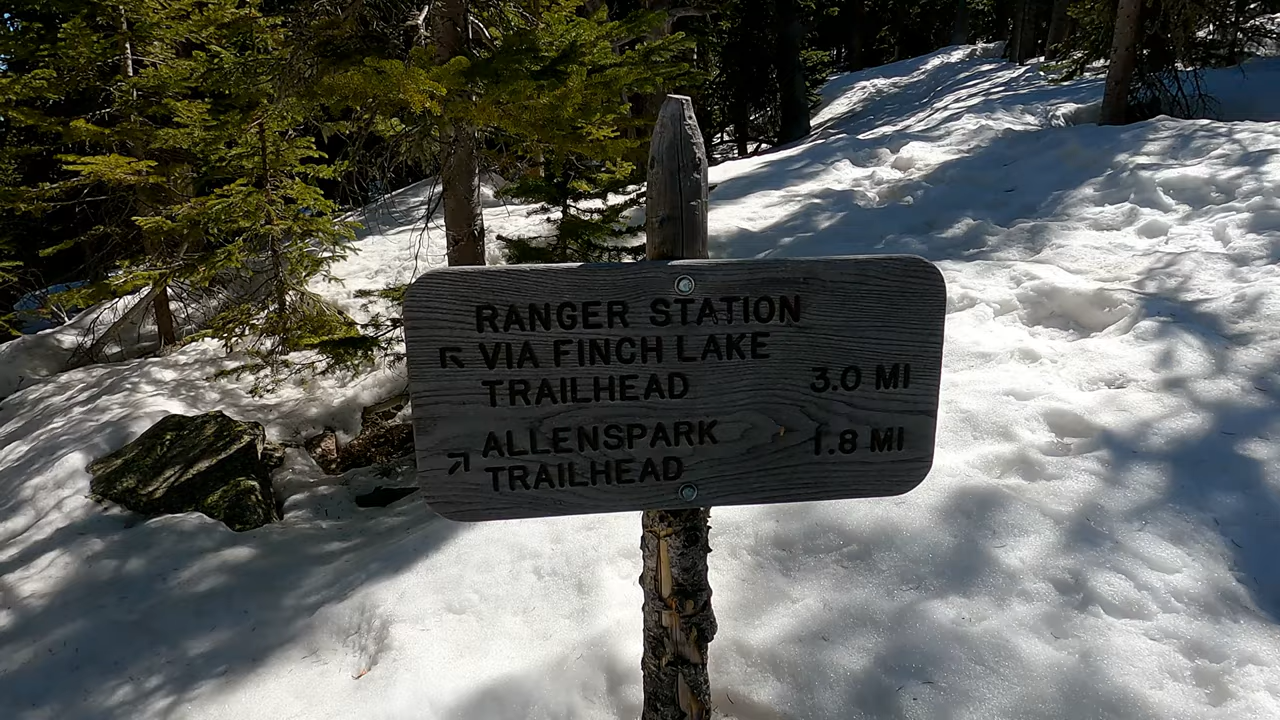 RANGER STATION
↖ VIA FINCH LAKE
TRAILHEAD 3.0 MI
ALLENSPARK 1.8 MI
↗ TRAILHEAD